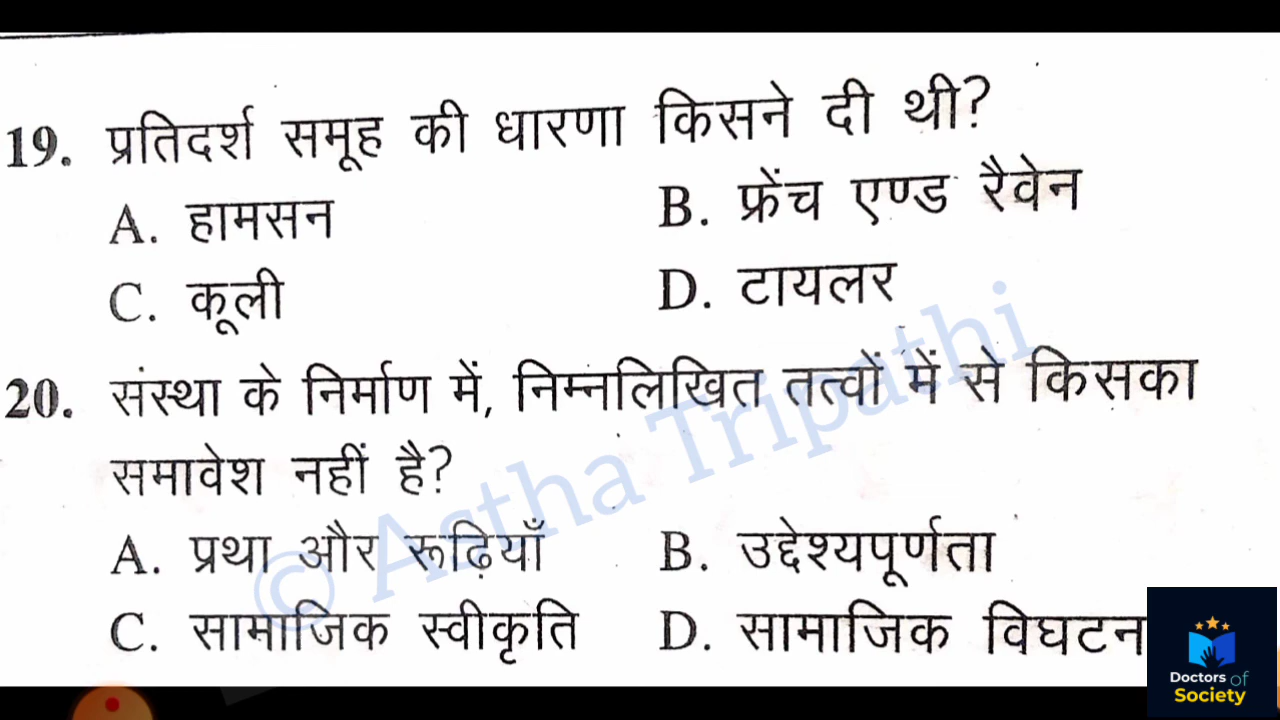 19. प्रतिदर्श समूह की धारणा किसने दी थी?
A. हामसन B. फ्रेंच एण्ड रैवेन
C. कूली D. टायलर
20. संस्था के निर्माण में, निम्नलिखित तत्त्वों में से किसका
समावेश नहीं है?
A. प्रथा और रूढ़ियाँ B. उद्देश्यपूर्णता
C. सामाजिक स्वीकृति D. सामाजिक विघटन
© Astha Tripathi
Doctors of
Society